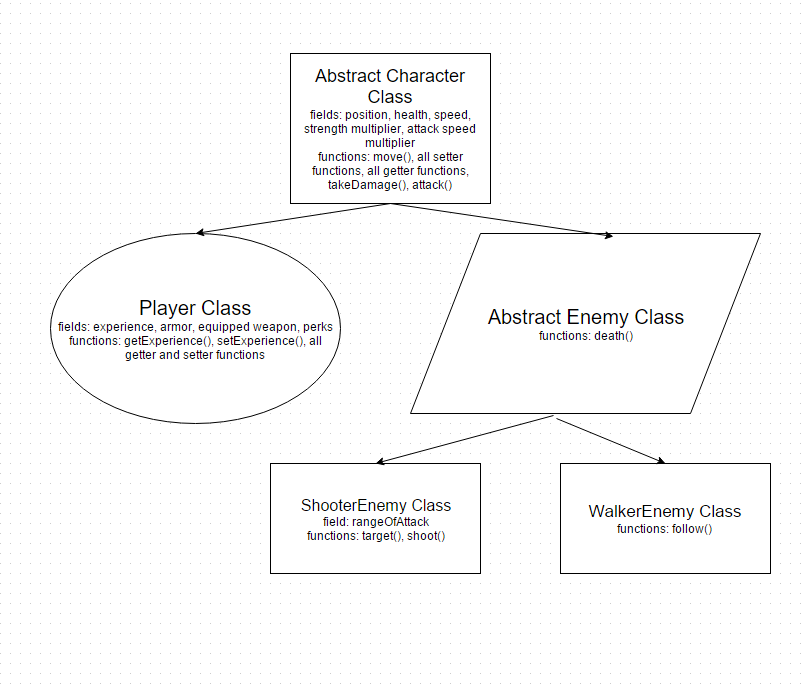 Abstract Character
Class
fields: position, health, speed,
strength multiplier, attack speed
multiplier
functions: move(), all setter
functions, all getter functions,
takeDamage(), attack()
Player Class
fields: experience, armor, equipped weapon, perks
functions: getExperience(), setExperience(), all
getter and setter functions
Abstract Enemy Class
functions: death()
ShooterEnemy Class
field: rangeOfAttack
functions: target(), shoot()
WalkerEnemy Class
functions: follow()